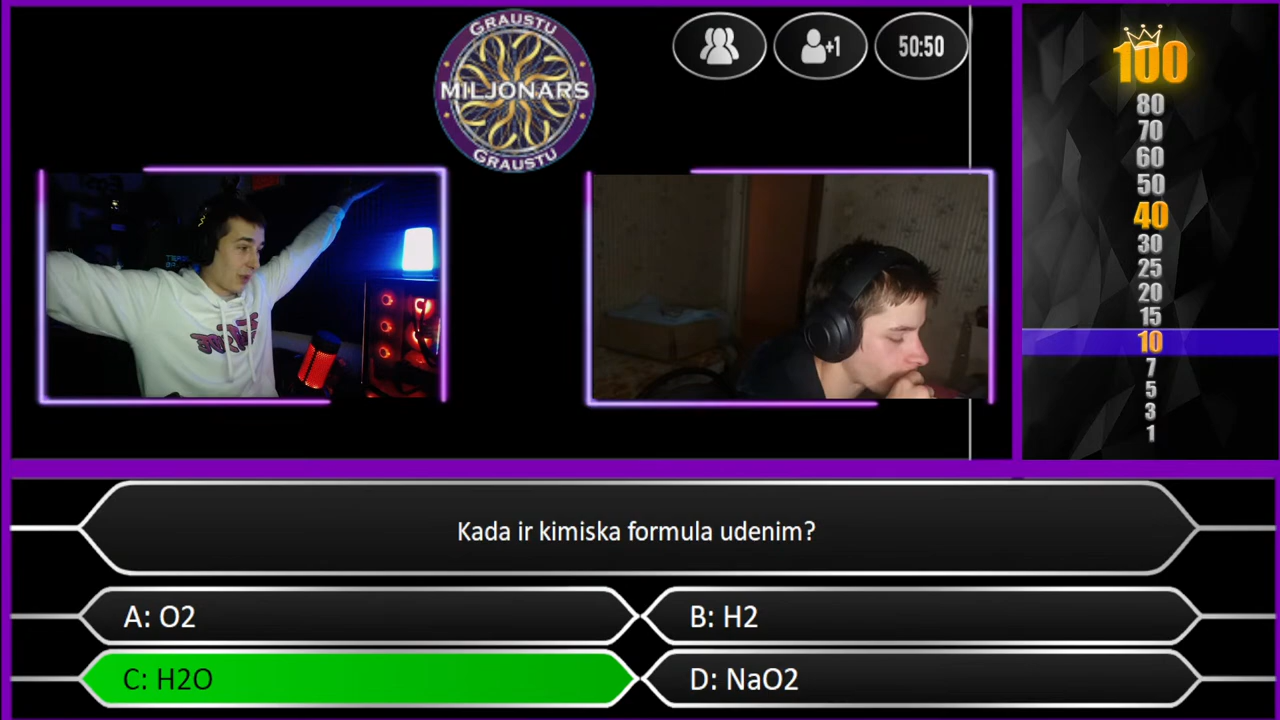 GRAUSTU
MILJONARS
GRAUSTU
+1
50:50
100
80
70
60
50
40
30
25
20
15
10
7
5
3
1
Kada ir kimiska formula udenim?
A: O2
B: H2
C: H2O
D: NaO2